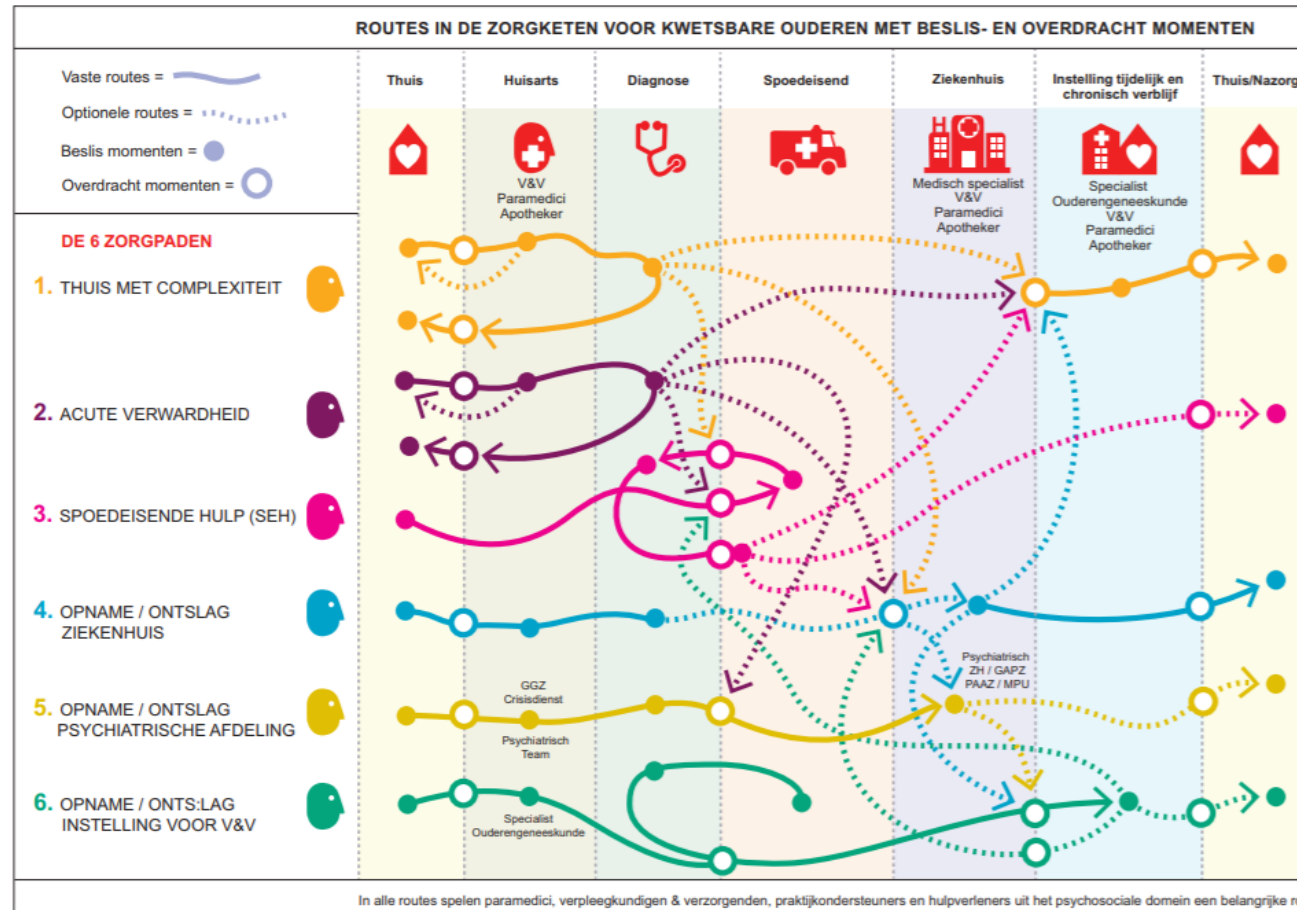 ROUTES IN DE ZORGKETEN VOOR KWETSBARE OUDEREN MET BESLIS- EN OVERDRACHT MOMENTEN
Vaste routes =
Optionele routes =
Beslis momenten =
Overdracht momenten =
Thuis
Huisarts
Diagnose
Spoedeisend
Ziekenhuis
Instelling tijdelijk en
chronisch verblijf
Thuis/Nazorg
V&V
Paramedici
Apotheker
Medisch specialist
V&V
Paramedici
Apotheker
Specialist
Ouderengeneeskunde
V&V
Paramedici
Apotheker
DE 6 ZORGPADEN
1. THUIS MET COMPLEXITEIT
2. ACUTE VERWARDHEID
3. SPOEDEISENDE HULP (SEH)
4. OPNAME / ONTSLAG
ZIEKENHUIS
5. OPNAME / ONTSLAG
PSYCHIATRISCHE AFDELING
GGZ
Crisisdienst
Psychiatrisch
Team
Psychiatrisch
ZH / GAPZ
PAAZ / MPU
6. OPNAME / ONTS:LAG
INSTELLING VOOR V&V
Specialist
Ouderengeneeskunde
In alle routes spelen paramedici, verpleegkundigen & verzorgenden, praktijkondersteuners en hulpverleners uit het psychosociale domein een belangrijke